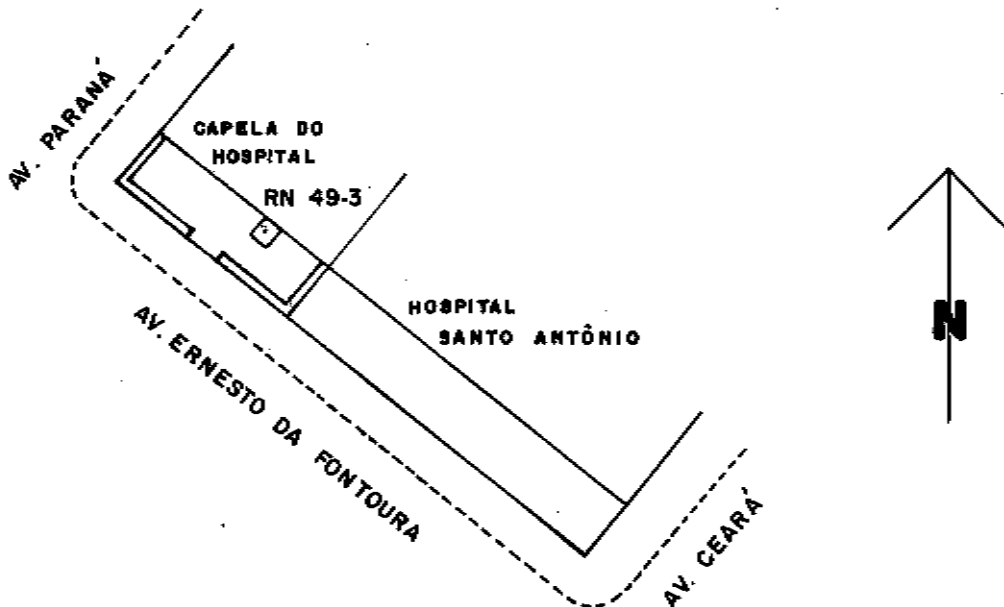 AV. PARANÁ
CAPELA DO
HOSPITAL
RN 49-3
HOSPITAL
SANTO ANTÔNIO
N
AV. ERNESTO DA FONTOURA
AV. CEARÁ